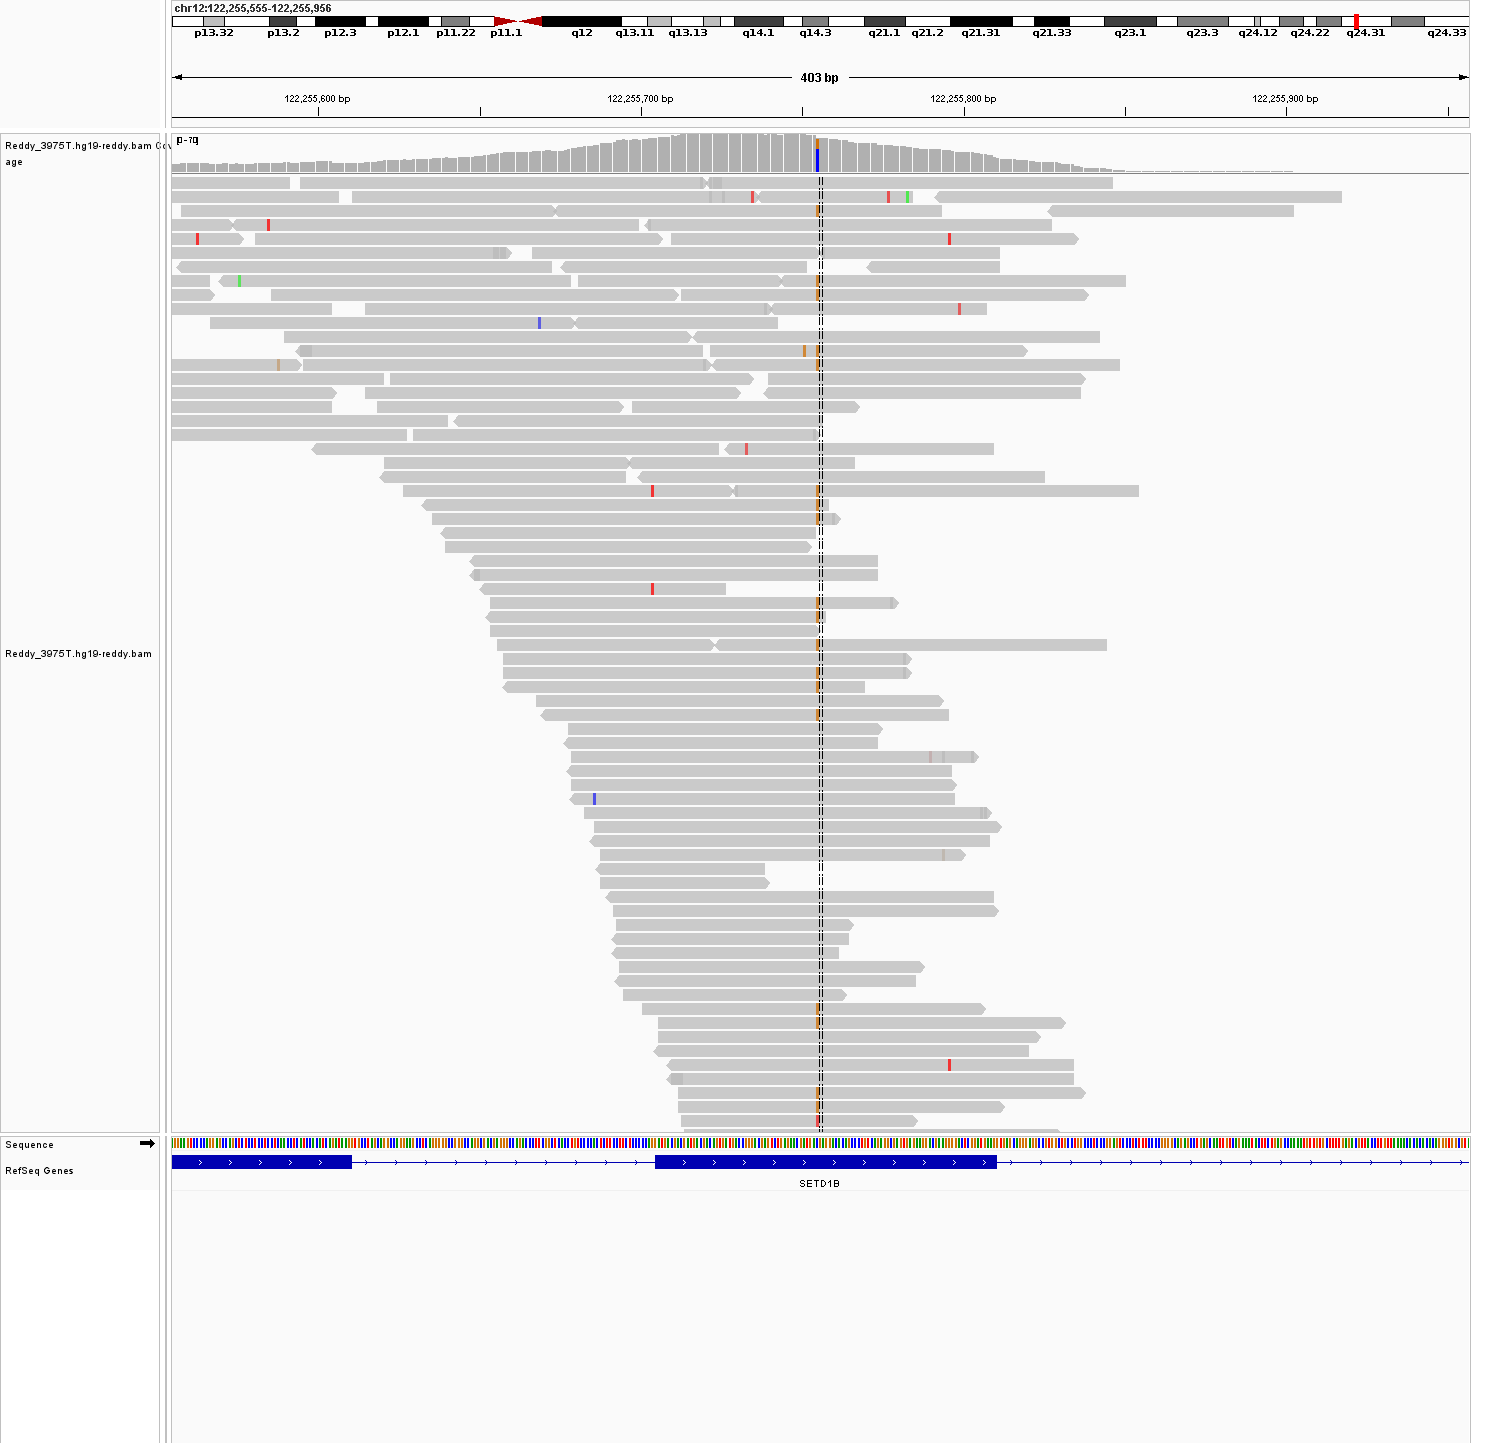 chr12:122,255,555-122,255,956
p13.32 p13.2 p12.3 p12.1 p11.22 p11.1 q12 q13.11 q13.13 q14.1 q14.3 q21.1 q21.2 q21.31 q21.33 q23.1 q23.3 q24.12 q24.22 q24.31 q24.33
403 bp
122,255,600 bp 122,255,700 bp 122,255,800 bp 122,255,900 bp
Reddy_3975T.hg19-reddy.bam
age
Reddy_3975T.hg19-reddy.bam
Sequence
RefSeq Genes
SETD1B